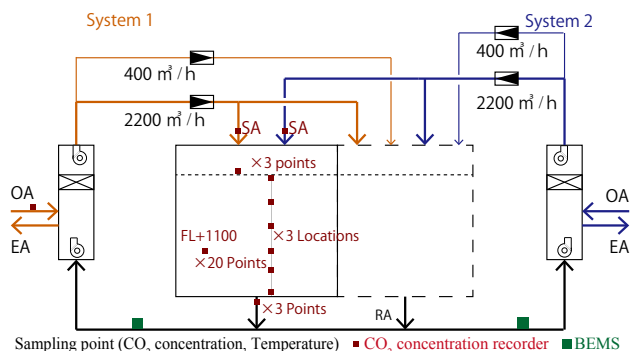 System 1
System 2
400 m³/h
400 m³/h
2200 m³/h
2200 m³/h
SA
SA
×3 points
OA
EA
FL+1100
×3 Locations
×20 Points
OA
EA
×3 Points
RA
Sampling point (CO₂ concentration, Temperature) CO₂ concentration recorder BEMS